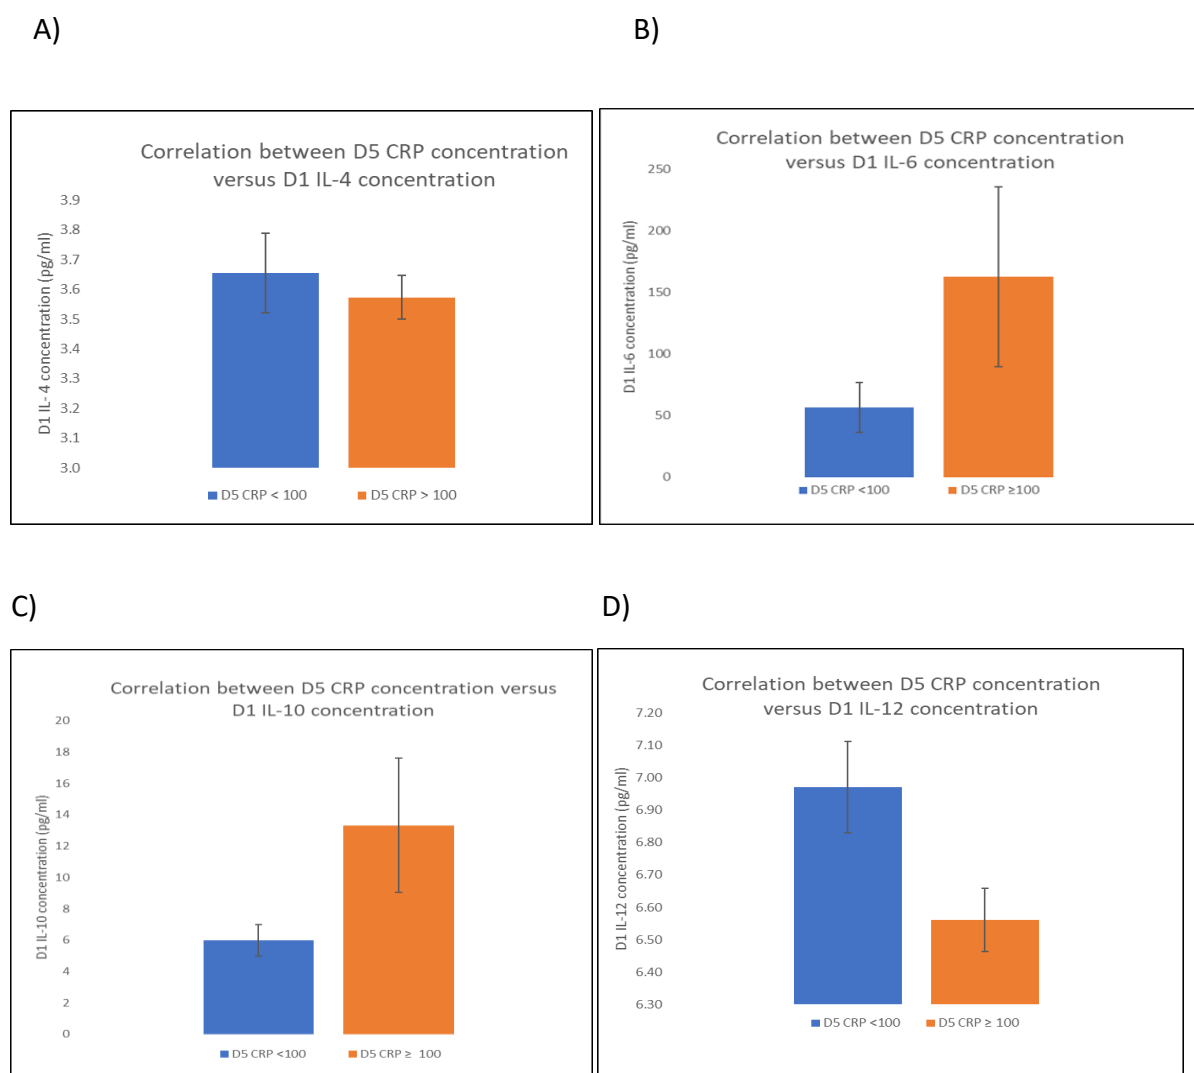 A)
B)
Correlation between D5 CRP concentration
versus D1 IL-4 concentration
D1 IL- 4 concentration (pg/ml)
3.9
3.8
3.7
3.6
3.5
3.4
3.3
3.2
3.1
3.0
D5 CRP < 100
D5 CRP > 100
Correlation between D5 CRP concentration
versus D1 IL-6 concentration
D1 IL-6 concentration (pg/ml)
250
200
150
100
50
0
D5 CRP <100
D5 CRP ≥100
C)
D)
Correlation between D5 CRP concentration versus
D1 IL-10 concentration
D1 IL-10 concentration (pg/ml)
20
18
16
14
12
10
8
6
4
2
0
D5 CRP <100
D5 CRP ≥ 100
Correlation between D5 CRP concentration
versus D1 IL-12 concentration
D1 IL-12 concentration (pg/ml)
7.20
7.10
7.00
6.90
6.80
6.70
6.60
6.50
6.40
6.30
D5 CRP <100
D5 CRP ≥ 100